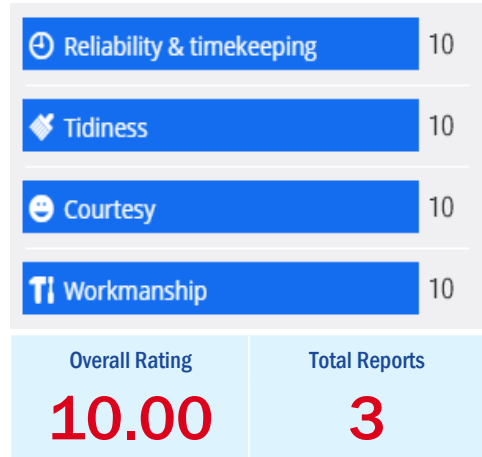 Reliability & timekeeping 10
Tidiness 10
Courtesy 10
Workmanship 10
Overall Rating Total Reports
10.00 3